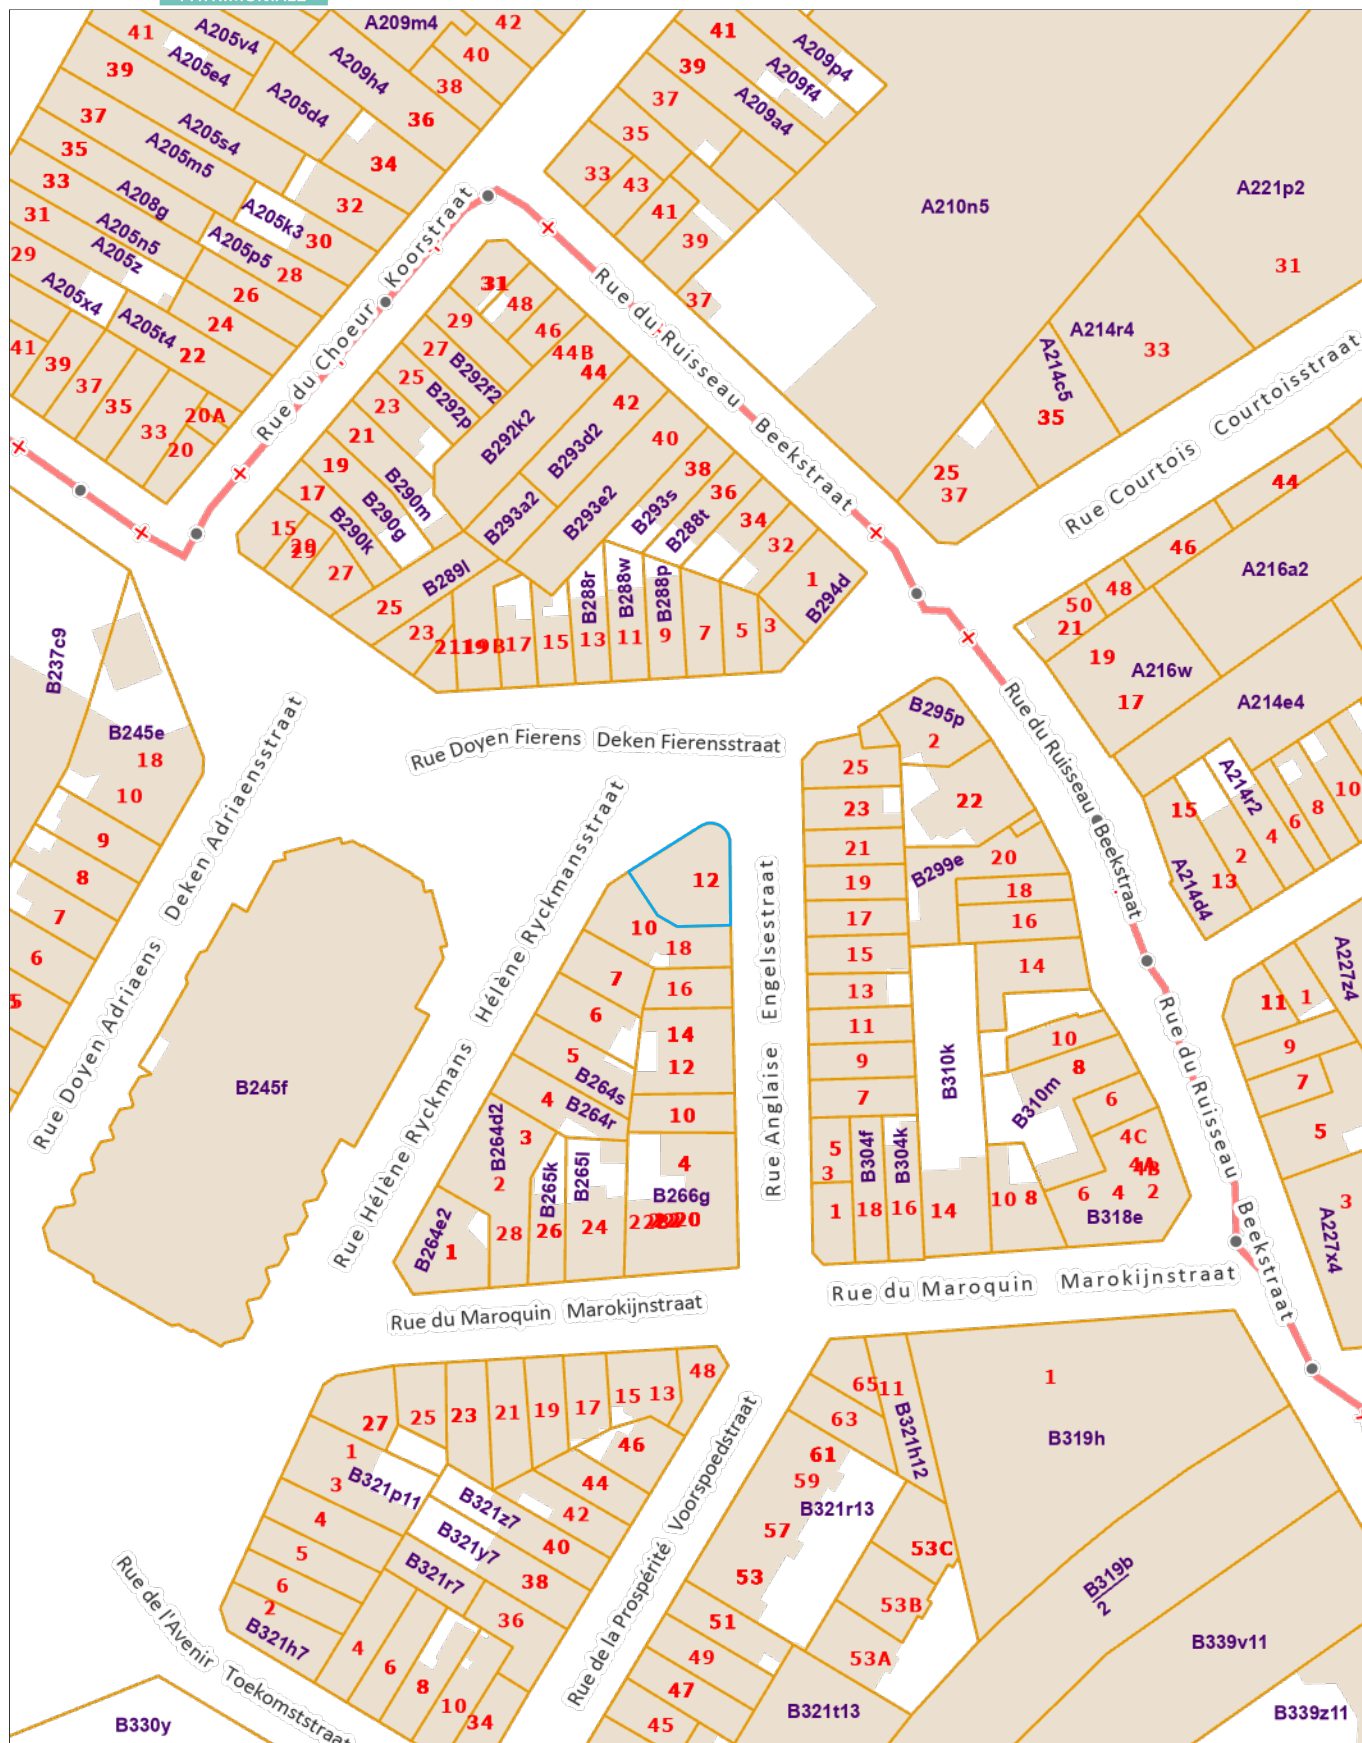 A209m4
42
41
A205v4
A205e4
39
A205d4
A209h4
40
38
36
41
39
37
35
33
43
41
39
37
A209p4
A209f4
A209a4
A210n5
A221p2
31
37
35
33
31
29
A205s4
A205m5
A208g
A205n5
A205z
A205x4
A205k3
A205p5
A205t4
34
32
30
28
26
24
22
41
39
37
35
33
20A
20
Rue du Choeur Koorstraat
Rue du Ruisseau Beekstraat
A214r4
33
A214c5
35
25
37
Rue Courtois Courtoisstraat
31
48
46
44B
44
42
40
38
36
34
32
1
B294d
29
27
25
23
21
19
17
15
29
27
25
23
21
19B
17
15
13
11
9
7
5
3
B292f2
B292p
B292k2
B293d2
B293e2
B293a2
B293s
B288t
B290m
B290g
B290k
B289l
B288r
B288w
B288p
44
46
48
50
21
19
17
A216a2
A216w
A214e4
A214r2
A214d4
15
13
2
4
6
8
10
B237c9
B245e
18
10
9
8
7
6
5
Rue Doyen Adriaens Deken Adriaensstraat
Rue Doyen Fierens Deken Fierensstraat
Rue Hélène Ryckmans Hélène Ryckmansstraat
Rue Anglaise Engelsestraat
Rue du Ruisseau Beekstraat
B245f
12
10
18
7
16
6
14
12
5
4
10
3
2
1
4
28
26
24
B264s
B264r
B264d2
B264e2
B265k
B265l
B266g
B295p
2
22
25
23
21
19
17
15
13
11
9
7
5
3
1
18
16
14
10
8
B299e
20
18
16
14
10
8
6
4C
4A
4B
2
4
6
B304f
B304k
B310k
B310m
B318e
A227z4
11
1
9
7
5
3
A227x4
Rue du Ruisseau Beekstraat
Rue du Maroquin Marokijnstraat
Rue du Maroquin Marokijnstraat
27
25
23
21
19
17
15
13
48
46
44
42
40
38
36
34
1
3
4
5
6
2
4
6
8
10
B321p11
B321z7
B321y7
B321r7
B321h7
Rue de la Prospérité Voorspoedstraat
Rue de l'Avenir Toekomststraat
B330y
65
11
63
61
59
57
53
51
49
47
45
53C
53B
53A
B321h12
B321r13
B321t13
1
B319h
B319b
2
B339v11
B339z11